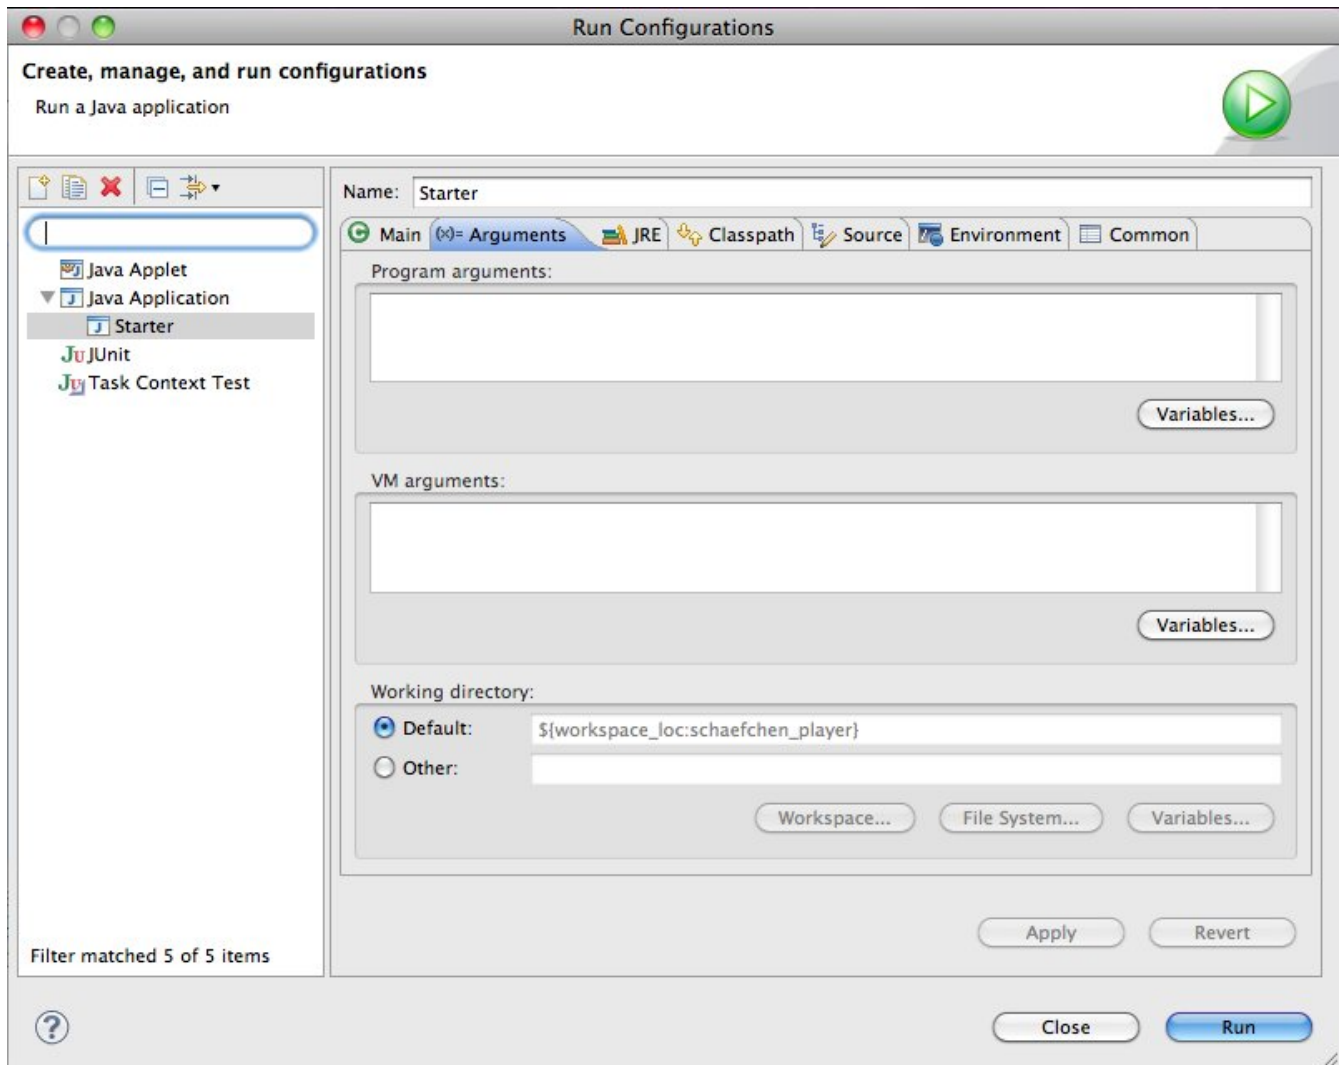 Run Configurations
Create, manage, and run configurations
Run a Java application
Name: Starter
Main (x)= Arguments JRE Classpath Source Environment Common
Java Applet
Java Application
Starter
JUnit
Task Context Test
Filter matched 5 of 5 items
Program arguments:
Variables...
VM arguments:
Variables...
Working directory:
Default: ${workspace_loc:schaefchen_player}
Other:
Workspace... File System... Variables...
Apply Revert
Close Run